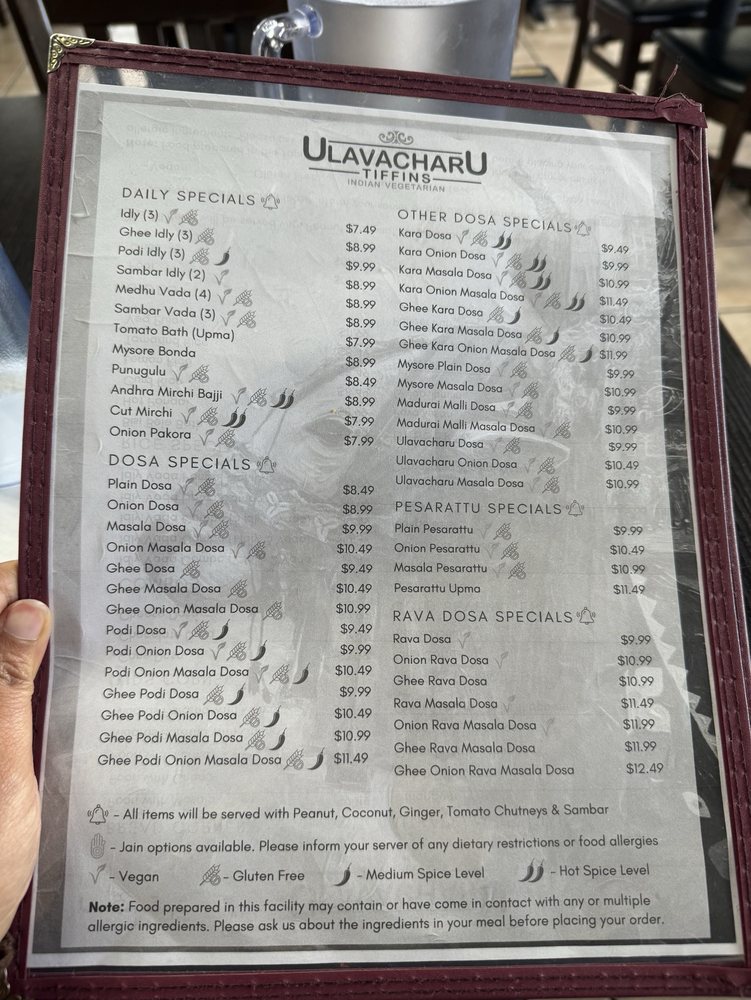 ULAVACHARU
TIFFINS
INDIAN VEGETARIAN
DAILY SPECIALS
Idly (3) $7.49
Ghee Idly (3) $8.99
Podi Idly (3) $9.99
Sambar Idly (2) $8.99
Medhu Vada (4) $8.99
Sambar Vada (3) $8.99
Tomato Bath (Upma) $7.99
Mysore Bonda $8.99
Punugulu $8.49
Andhra Mirchi Bajji $8.99
Cut Mirchi $7.99
Onion Pakora $7.99
DOSA SPECIALS
Plain Dosa $8.49
Onion Dosa $8.99
Masala Dosa $9.99
Onion Masala Dosa $10.49
Ghee Dosa $9.49
Ghee Masala Dosa $10.49
Ghee Onion Masala Dosa $10.99
Podi Dosa $9.49
Podi Onion Dosa $9.99
Podi Onion Masala Dosa $10.49
Ghee Podi Dosa $9.99
Ghee Podi Onion Dosa $10.49
Ghee Podi Masala Dosa $10.99
Ghee Podi Onion Masala Dosa $11.49
OTHER DOSA SPECIALS
Kara Dosa $9.49
Kara Onion Dosa $9.99
Kara Masala Dosa $10.99
Kara Onion Masala Dosa $11.49
Ghee Kara Dosa $10.49
Ghee Kara Masala Dosa $10.99
Ghee Kara Onion Masala Dosa $11.99
Mysore Plain Dosa $9.99
Mysore Masala Dosa $10.99
Madurai Malli Dosa $9.99
Madurai Malli Masala Dosa $10.99
Ulavacharu Dosa $9.99
Ulavacharu Onion Dosa $10.49
Ulavacharu Masala Dosa $10.99
PESARATTU SPECIALS
Plain Pesarattu $9.99
Onion Pesarattu $10.49
Masala Pesarattu $10.99
Pesarattu Upma $11.49
RAVA DOSA SPECIALS
Rava Dosa $9.99
Onion Rava Dosa $10.99
Ghee Rava Dosa $10.99
Rava Masala Dosa $11.49
Onion Rava Masala Dosa $11.99
Ghee Rava Masala Dosa $11.99
Ghee Onion Rava Masala Dosa $12.49
- All items will be served with Peanut, Coconut, Ginger, Tomato Chutneys & Sambar
- Jain options available. Please inform your server of any dietary restrictions or food allergies
- Vegan - Gluten Free - Medium Spice Level - Hot Spice Level
Note: Food prepared in this facility may contain or have come in contact with any or multiple
allergic ingredients. Please ask us about the ingredients in your meal before placing your order.